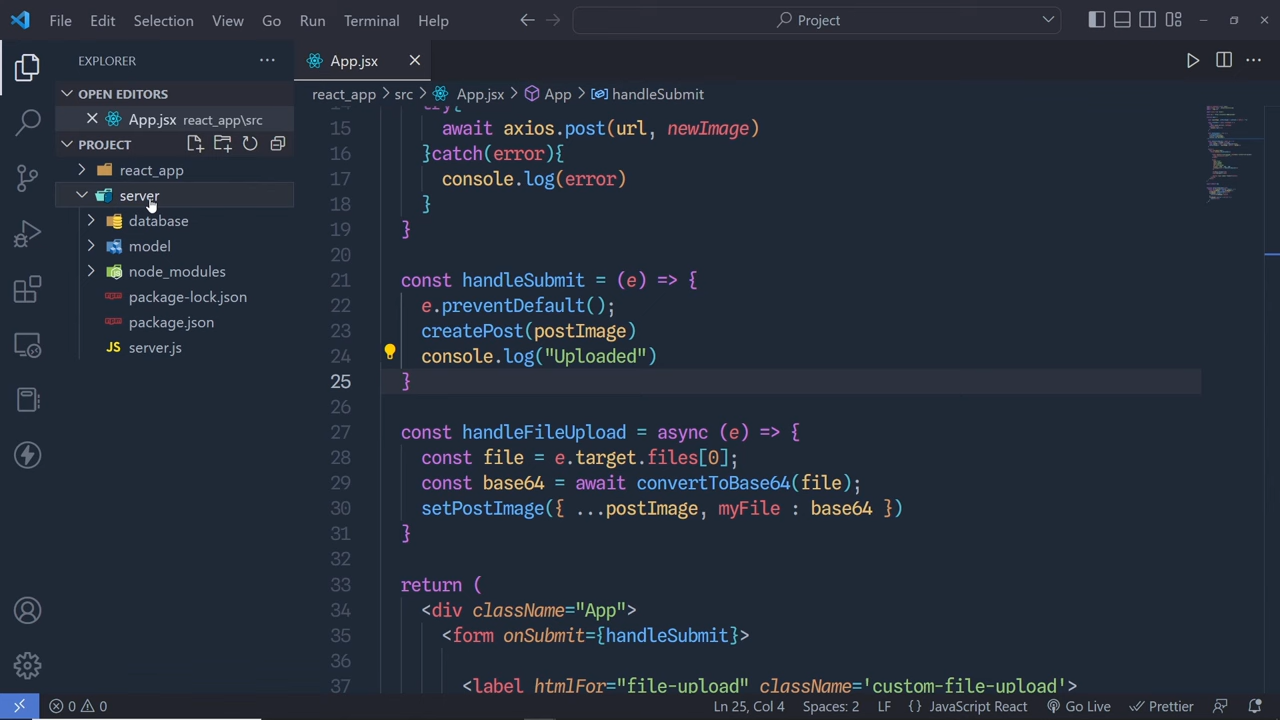 File Edit Selection View Go Run Terminal Help
Project
EXPLORER
App.jsx
OPEN EDITORS
App.jsx react_app\src
PROJECT
react_app
server
database
model
node_modules
package-lock.json
package.json
JS server.js
react_app > src > App.jsx > App > handleSubmit
14 try{
15 await axios.post(url, newImage)
16 }catch(error){
17 console.log(error)
18 }
19 }
20
21 const handleSubmit = (e) => {
22 e.preventDefault();
23 createPost(postImage)
24 console.log("Uploaded")
25 }
26
27 const handleFileUpload = async (e) => {
28 const file = e.target.files[0];
29 const base64 = await convertToBase64(file);
30 setPostImage({ ...postImage, myFile : base64 })
31 }
32
33 return (
34 <div className="App">
35 <form onSubmit={handleSubmit}>
36
37 <label htmlFor="file-upload" className='custom-file-upload'>
0 0
Ln 25, Col 4 Spaces: 2 LF {} JavaScript React Go Live Prettier